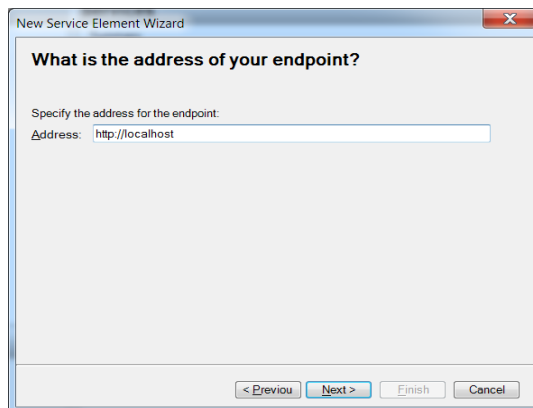 New Service Element Wizard
What is the address of your endpoint?
Specify the address for the endpoint:
Address: http://localhost
< Previou Next > Finish Cancel